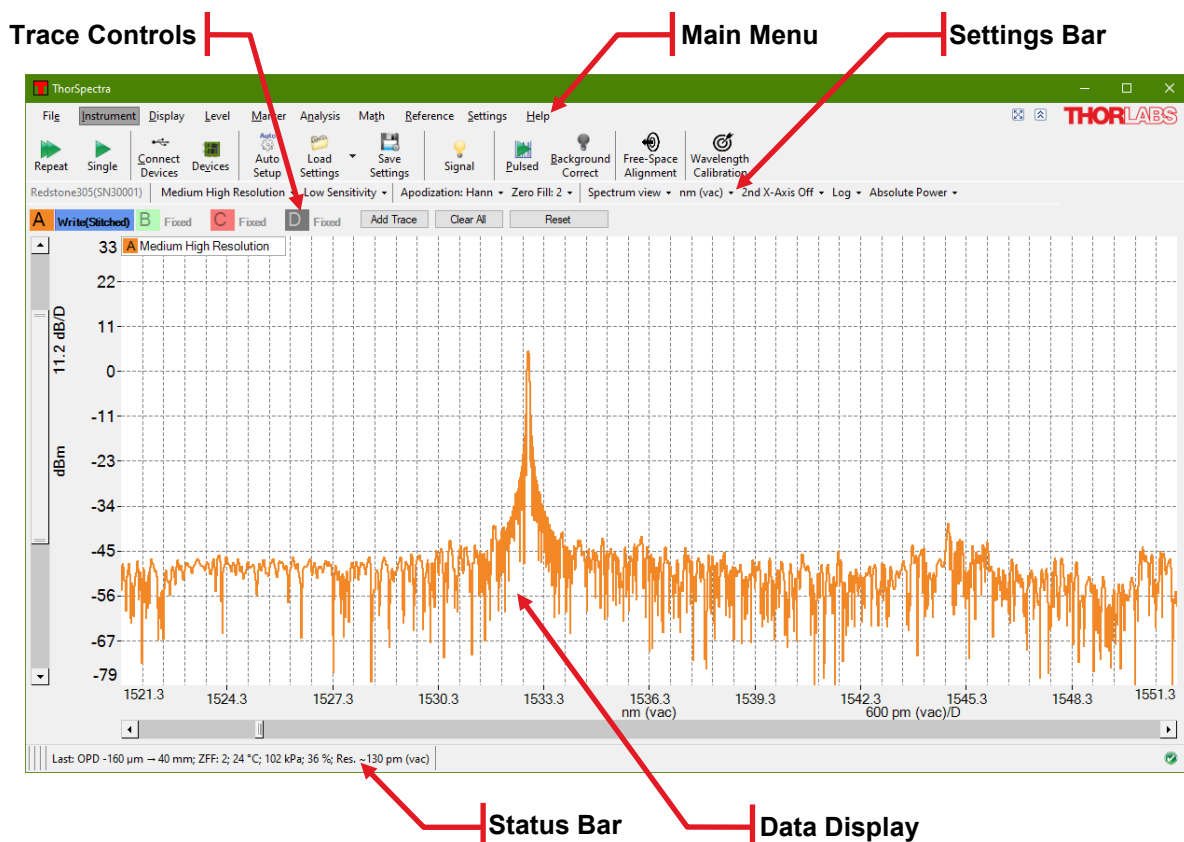 Trace Controls
Main Menu
Settings Bar
ThorSpectra
File Instrument Display Level Marker Analysis Math Reference Settings Help
THORLABS
Repeat Single Connect Devices Devices Auto Auto Setup Load Settings Save Settings Signal Pulsed Background Correct Free-Space Alignment Wavelength Calibration
Redstone305(SN30001) Medium High Resolution Low Sensitivity Apodization: Hann Zero Fill: 2 Spectrum view nm (vac) 2nd X-Axis Off Log Absolute Power
A Write(Stitched) B Fixed C Fixed D Fixed Add Trace Clear All Reset
33 A Medium High Resolution
22
11
0
-11
-23
-34
-45
-56
-67
-79
11.2 dB/D
dBm
1521.3 1524.3 1527.3 1530.3 1533.3 1536.3 1539.3 1542.3 1545.3 1548.3 1551.3
nm (vac) 600 pm (vac)/D
Last: OPD -160 µm → 40 mm; ZFF: 2; 24 °C; 102 kPa; 36 %; Res. ~130 pm (vac)
Status Bar
Data Display